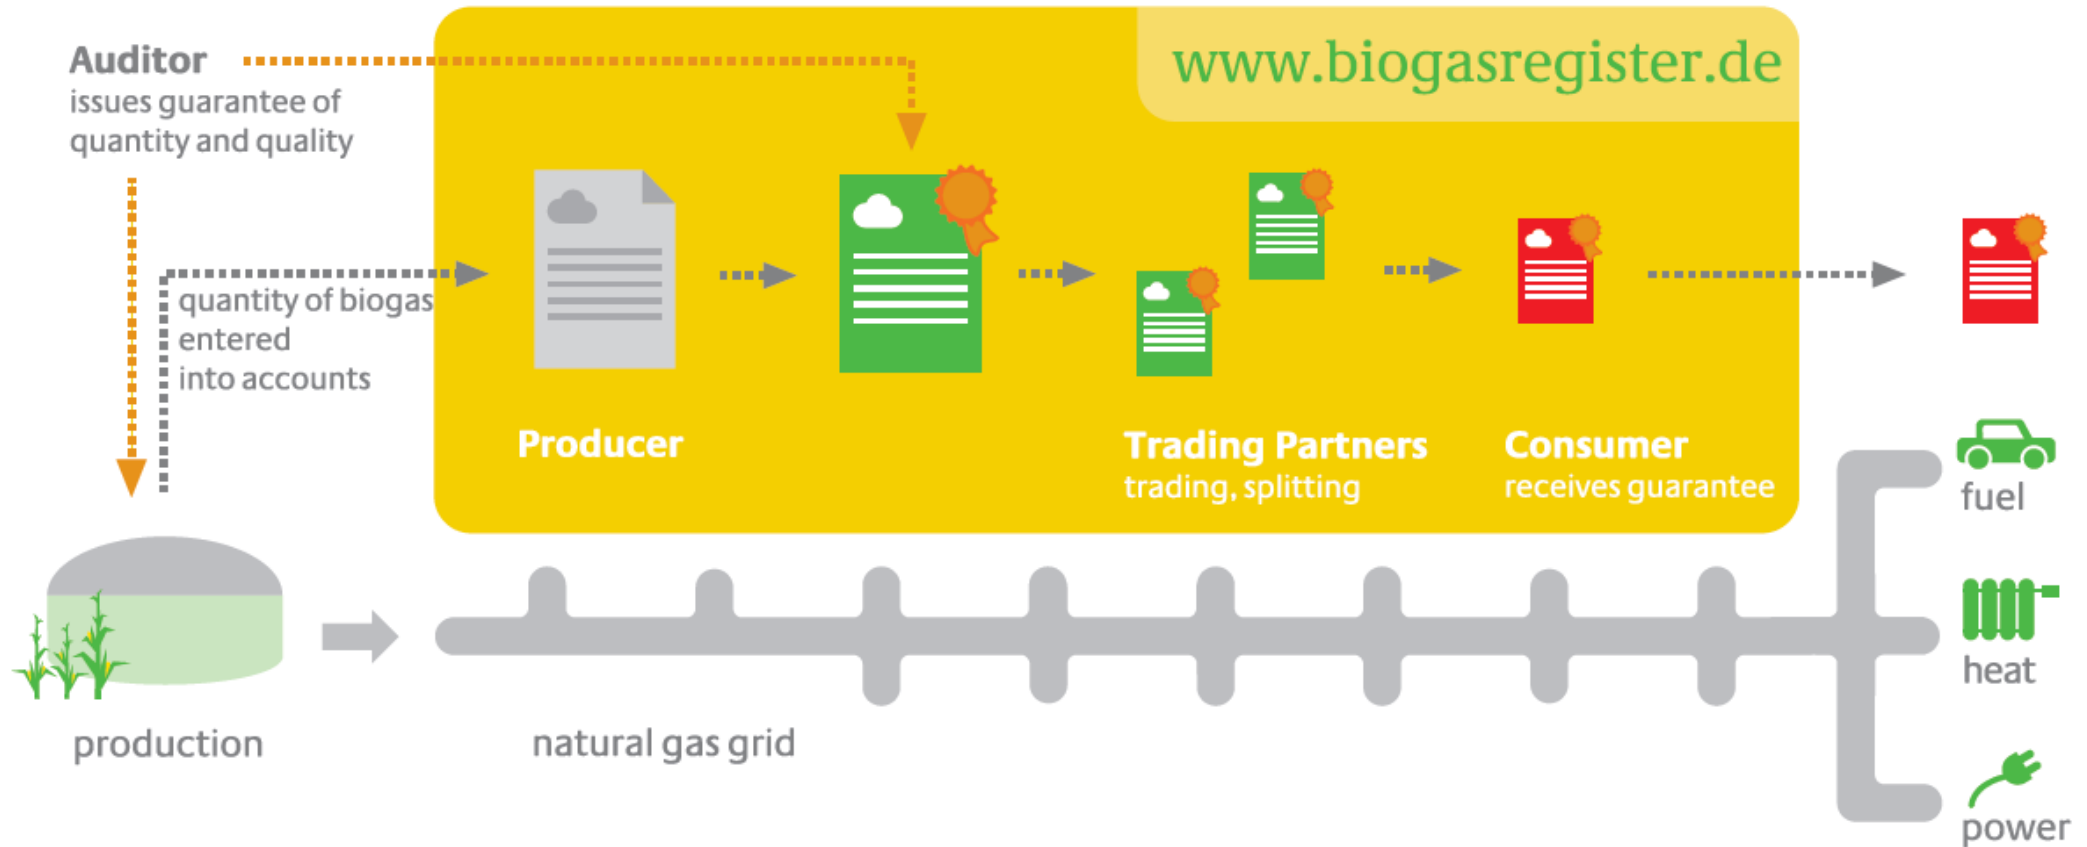 Auditor
issues guarantee of
quantity and quality
www.biogasregister.de
quantity of biogas
entered
into accounts
Producer
Trading Partners
trading, splitting
Consumer
receives guarantee
fuel
heat
power
production
natural gas grid